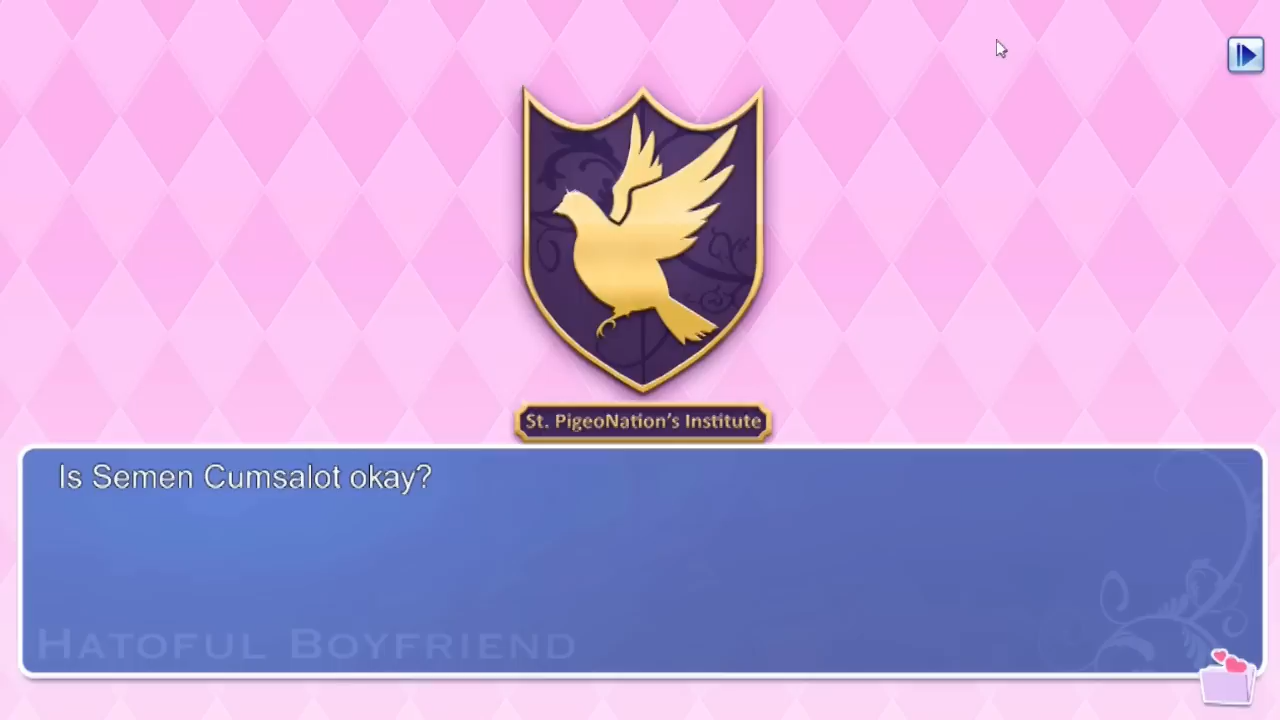 St. PigeoNation's Institute
Is Semen Cumsalot okay?
HATOFUL BOYFRIEND